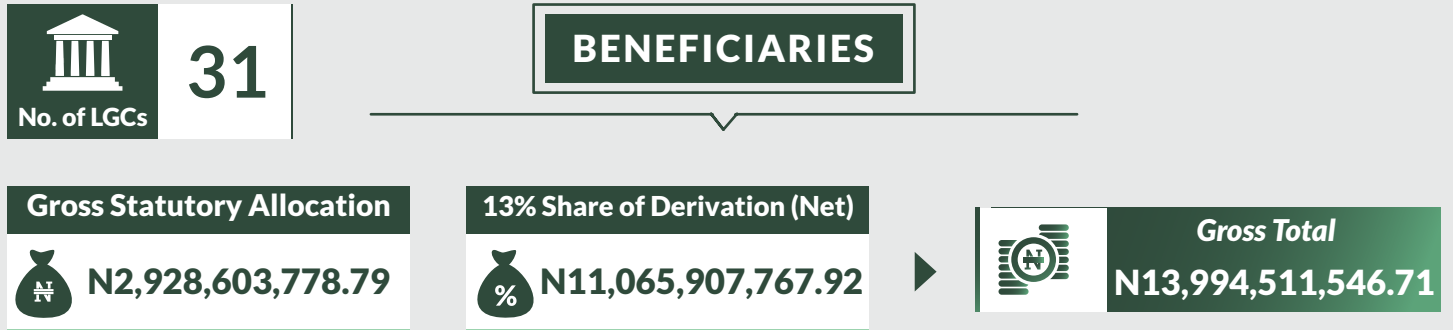 31
No. of LGCs
BENEFICIARIES
Gross Statutory Allocation
₦
N2,928,603,778.79
13% Share of Derivation (Net)
%
N11,065,907,767.92
Gross Total
₦
N13,994,511,546.71